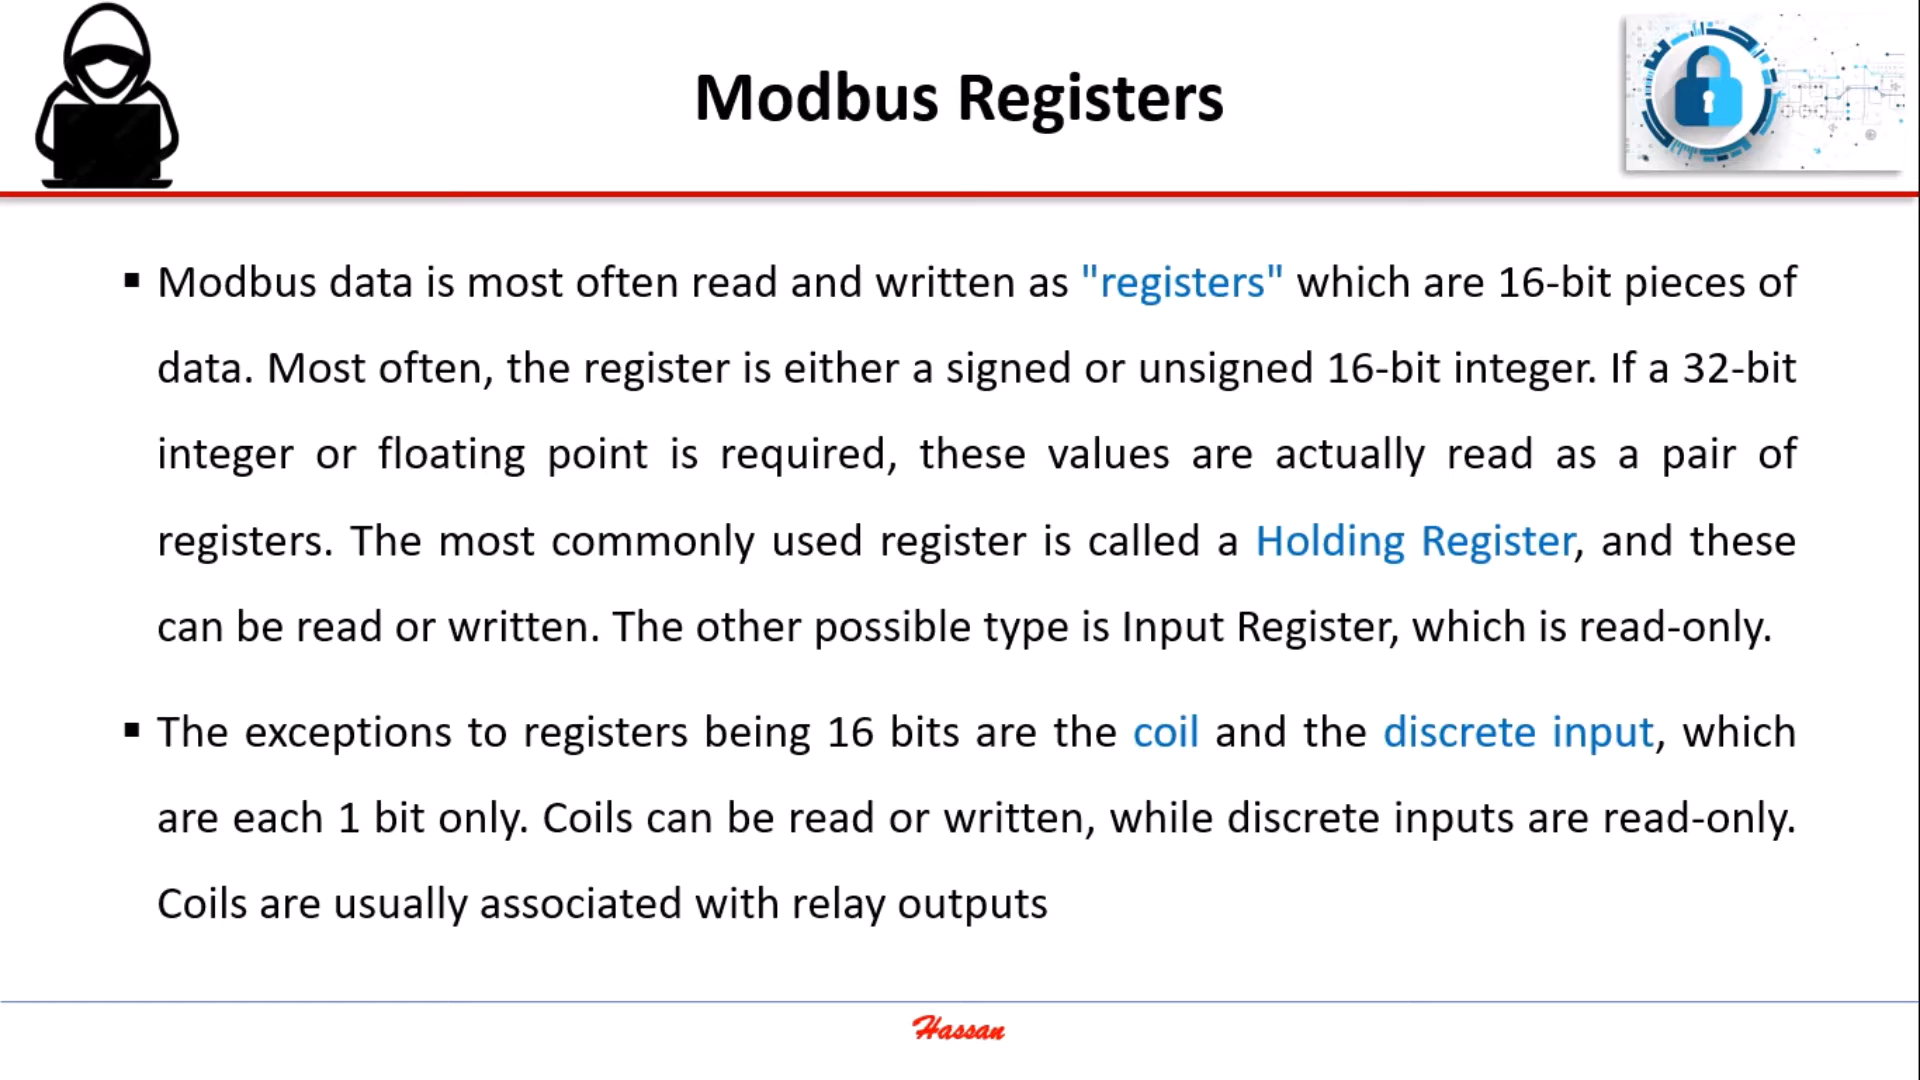 Modbus Registers
▪ Modbus data is most often read and written as "registers" which are 16-bit pieces of
data. Most often, the register is either a signed or unsigned 16-bit integer. If a 32-bit
integer or floating point is required, these values are actually read as a pair of
registers. The most commonly used register is called a Holding Register, and these
can be read or written. The other possible type is Input Register, which is read-only.
▪ The exceptions to registers being 16 bits are the coil and the discrete input, which
are each 1 bit only. Coils can be read or written, while discrete inputs are read-only.
Coils are usually associated with relay outputs
Hassan